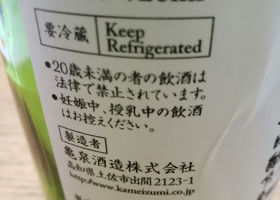 要冷蔵 Keep
Refrigerated
●20歳未満の者の飲酒は
法律で禁止されています。
●妊娠中、授乳中の飲酒
はお控えください。
製造者
亀泉酒造株式会社
高知県土佐市出間2123-1
http://www.kameizumi.co.jp